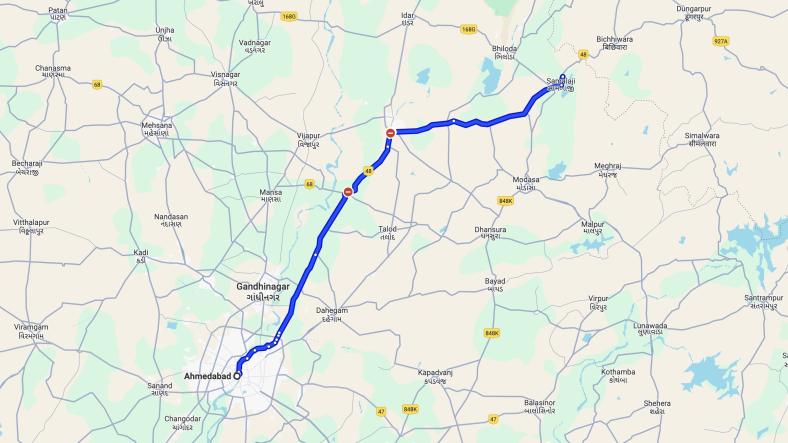 Patan
પાટણ
168G
Idar
ઇડર
168G
Dungarpur
डूंगरपुर
927A
Unjha
ઊંઝા
Vadnagar
વડનગર
Bhiloda
ભિલોડા
48
Bichhiwara
बिछीवाड़ा
Chanasma
ચાણસ્મા
68
Visnagar
વિસનગર
Mehsana
મહેસાણા
Vijapur
વિજાપુર
Simalwara
सीमलवारा
Becharaji
બેચરાજી
48
68
Mansa
માણસા
Modasa
મોડાસા
Meghraj
મેઘરજ
848K
Nandasan
નંદાસણ
Vitthalapur
વિઠ્ઠલાપુર
Talod
તલોદ
Dhansura
ધનસુરા
Malpur
માલપુર
Kadi
કડી
Gandhinagar
ગાંધીનગર
Bayad
બાયડ
Dahegam
દહેગામ
Virpur
વિરપુર
Santrampur
સંતરામપુર
Viramgam
વિરમગામ
848K
Lunawada
લુણાવાડા
Ahmedabad
Sanand
સાણંદ
Kapadvanj
કપડવંજ
Kothamba
કોઠંબા
Balasinor
બાલાસિનોર
Shehera
શહેરા
Changodar
ચાંગોદર
47
848K
47